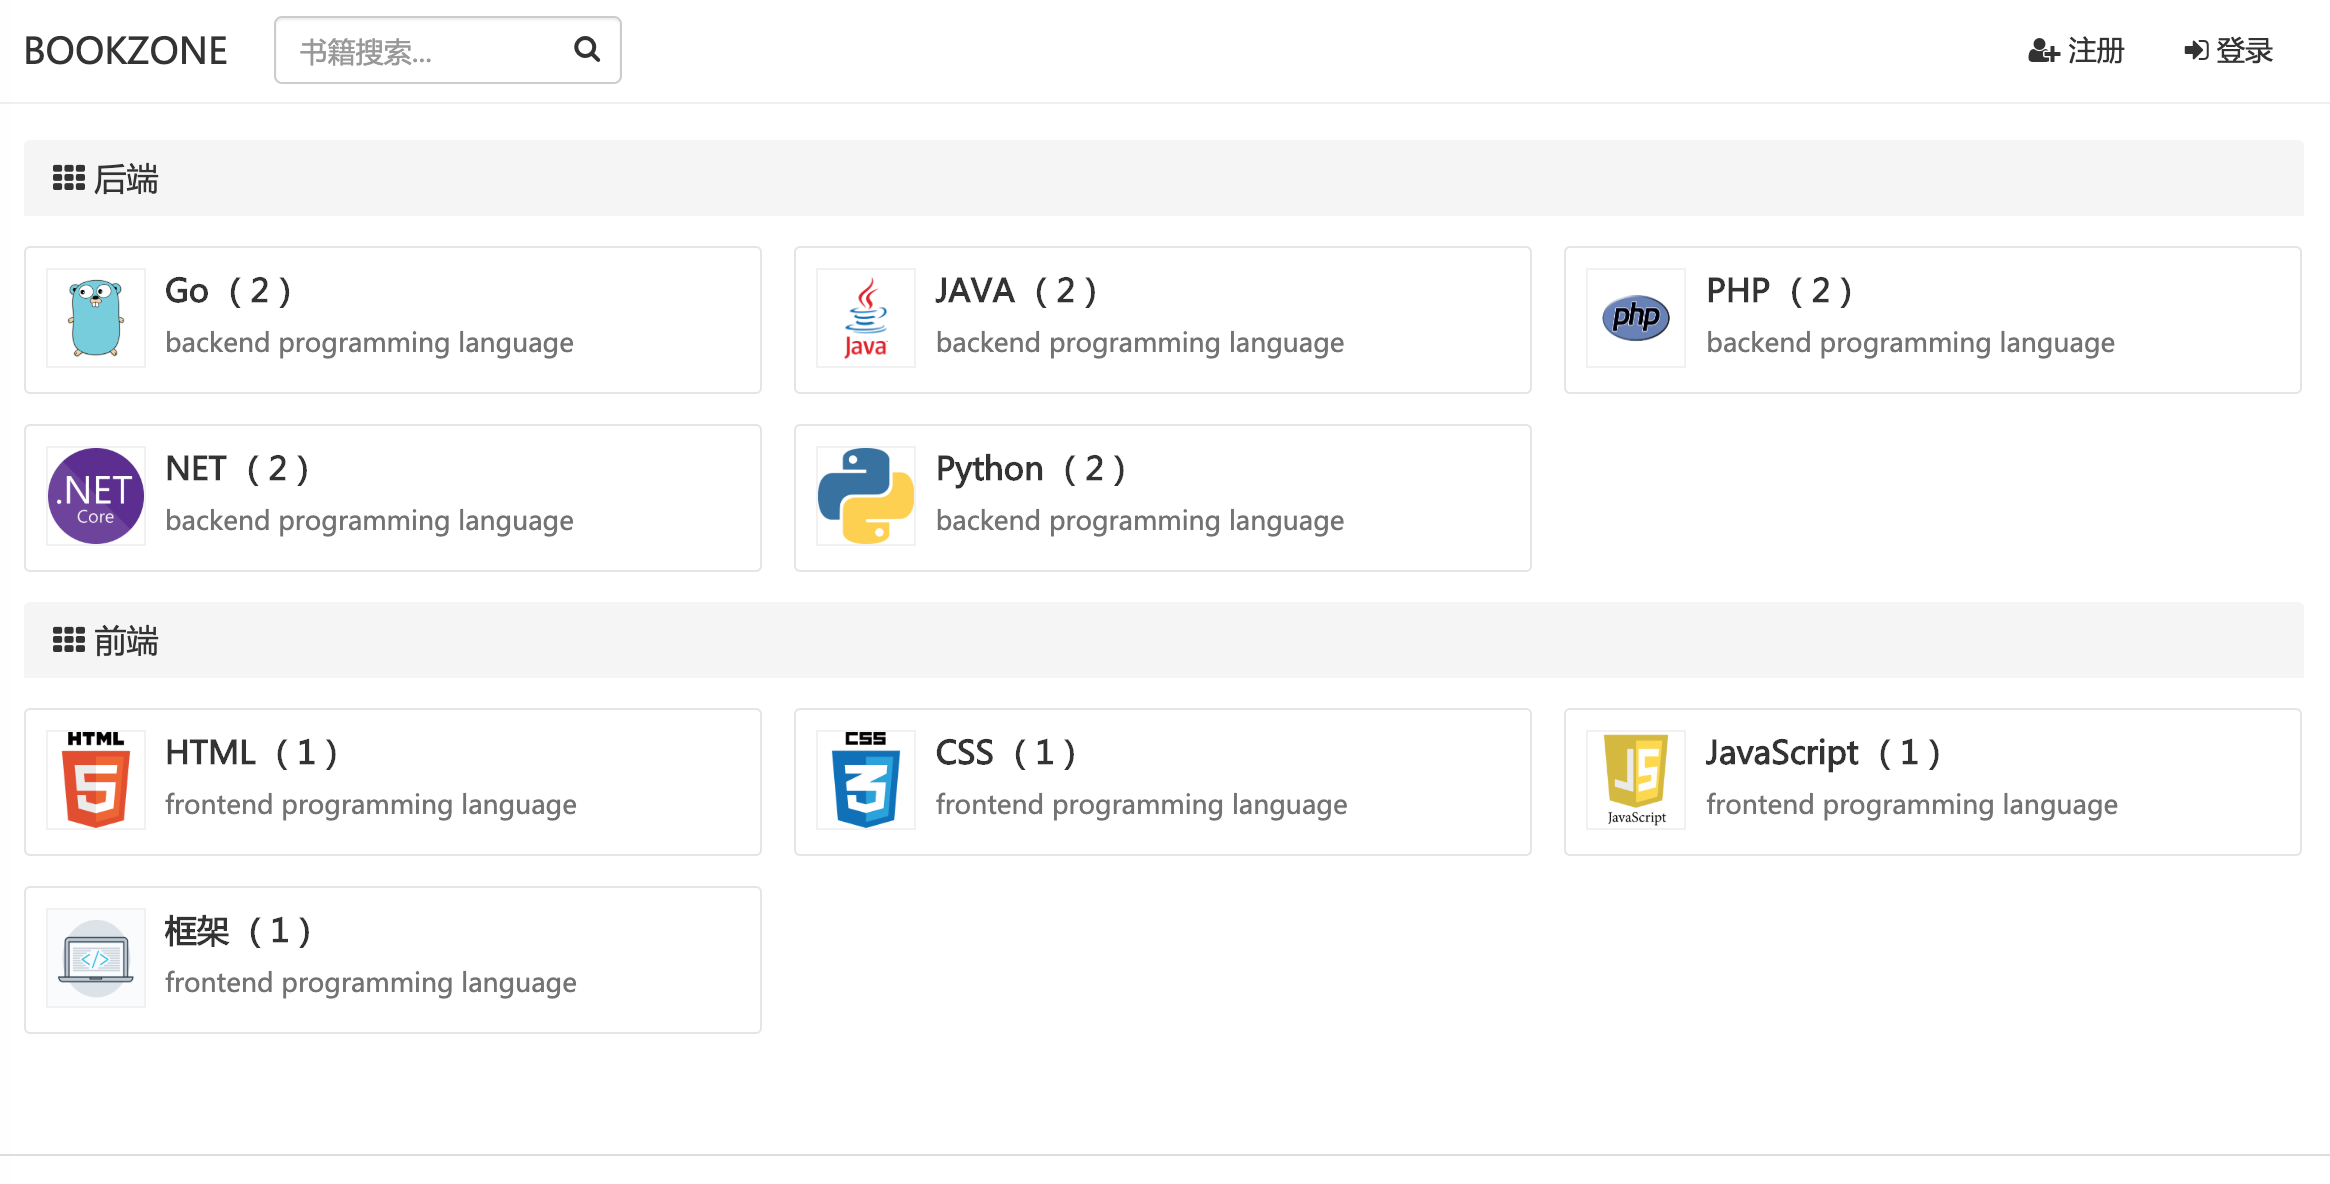 BOOKZONE 书籍搜索... 注册 登录
后端
Go（2）
backend programming language
Java
JAVA（2）
backend programming language
php
PHP（2）
backend programming language
.NET
Core
NET（2）
backend programming language
Python（2）
backend programming language
前端
HTML
5
HTML（1）
frontend programming language
CSS
3
CSS（1）
frontend programming language
JS
JavaScript
JavaScript（1）
frontend programming language
</>
框架（1）
frontend programming language